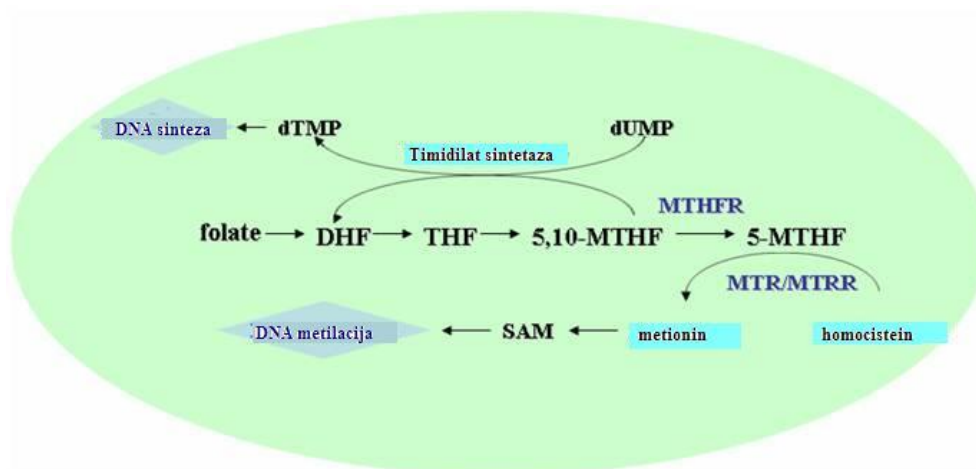 DNA sinteza dTMP dUMP
Timidilat sintetaza
MTHFR
folate DHF THF 5,10-MTHF 5-MTHF
MTR/MTRR
DNA metilacija SAM metionin homocistein